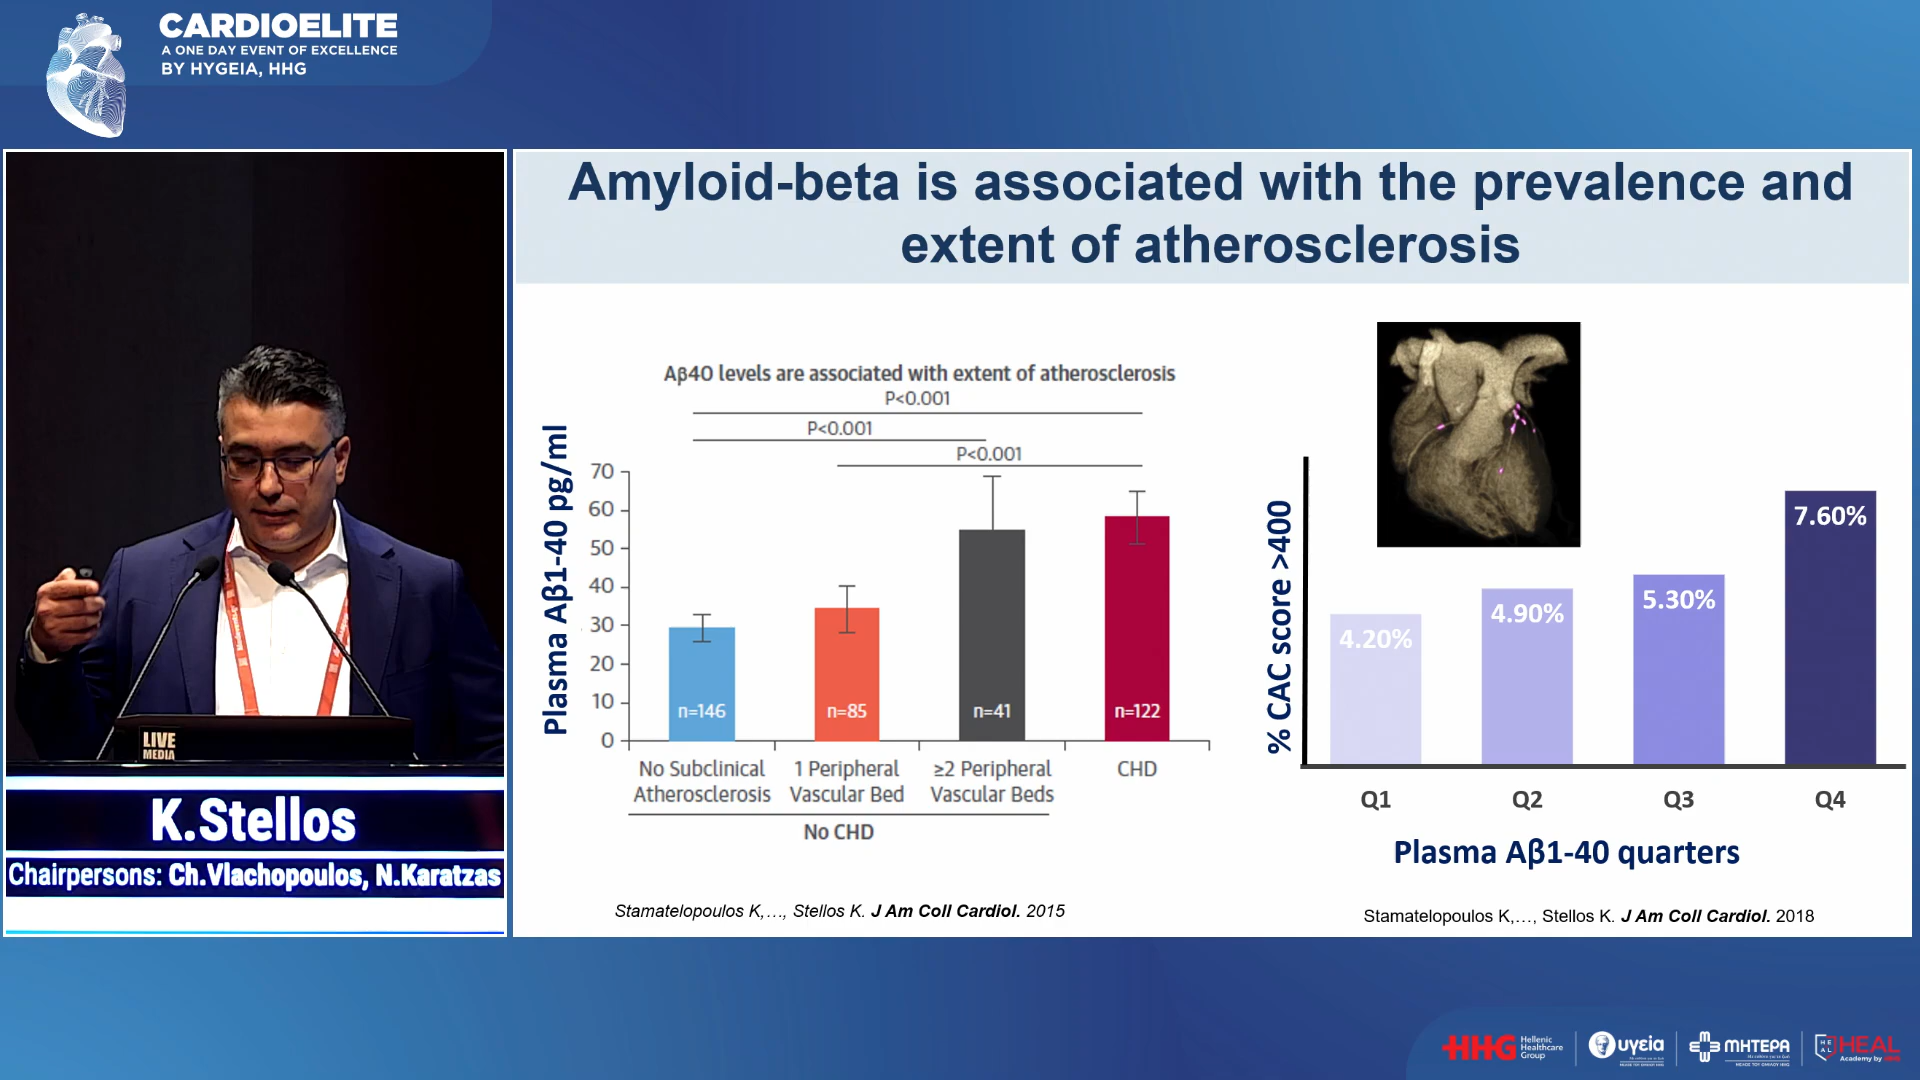 CARDIOELITE
A ONE DAY EVENT OF EXCELLENCE
BY HYGEIA, HHG
Amyloid-beta is associated with the prevalence and
extent of atherosclerosis
Aβ40 levels are associated with extent of atherosclerosis
P<0.001
P<0.001
P<0.001
Plasma Aβ1-40 pg/ml
70
60
50
40
30
20
10
0
n=146
n=85
n=41
n=122
No Subclinical
Atherosclerosis
1 Peripheral
Vascular Bed
≥2 Peripheral
Vascular Beds
CHD
No CHD
Stamatelopoulos K,…, Stellos K. J Am Coll Cardiol. 2015
% CAC score >400
4.20%
4.90%
5.30%
7.60%
Q1
Q2
Q3
Q4
Plasma Aβ1-40 quarters
Stamatelopoulos K,…, Stellos K. J Am Coll Cardiol. 2018
LIVE
MEDIA
K.Stellos
Chairpersons: Ch.Vlachopoulos, N.Karatzas
HHG
Hellenic
Healthcare
Group
υγεία
ΜΗΤΕΡΑ
HEAL
Academy by